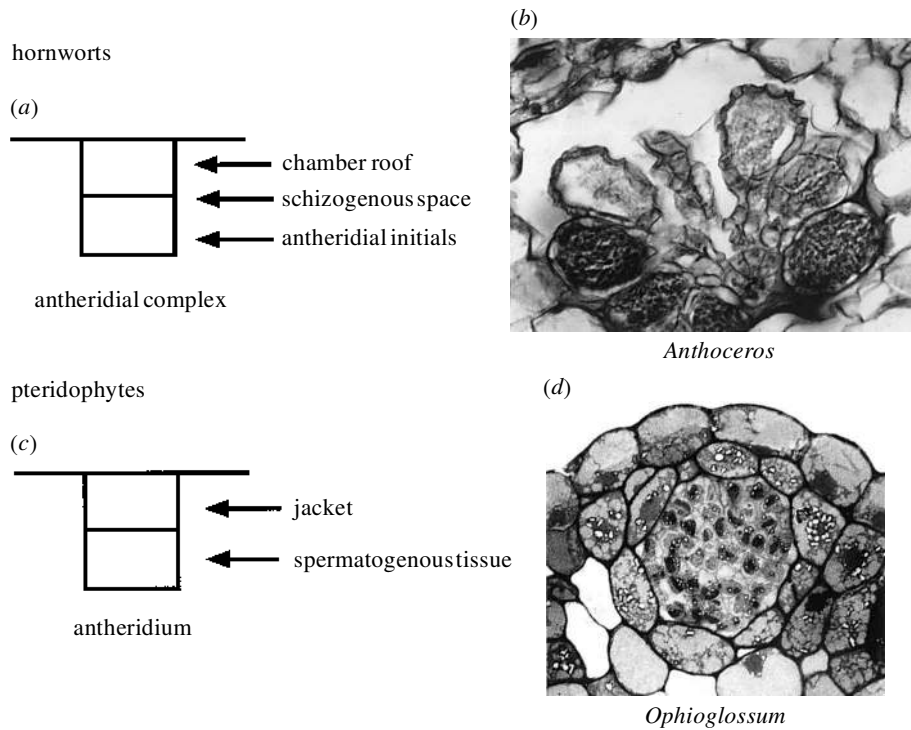 hornworts
(a)
chamber roof
schizogenous space
antheridial initials
antheridial complex
(b)
Anthoceros
pteridophytes
(c)
jacket
spermatogenous tissue
antheridium
(d)
Ophioglossum